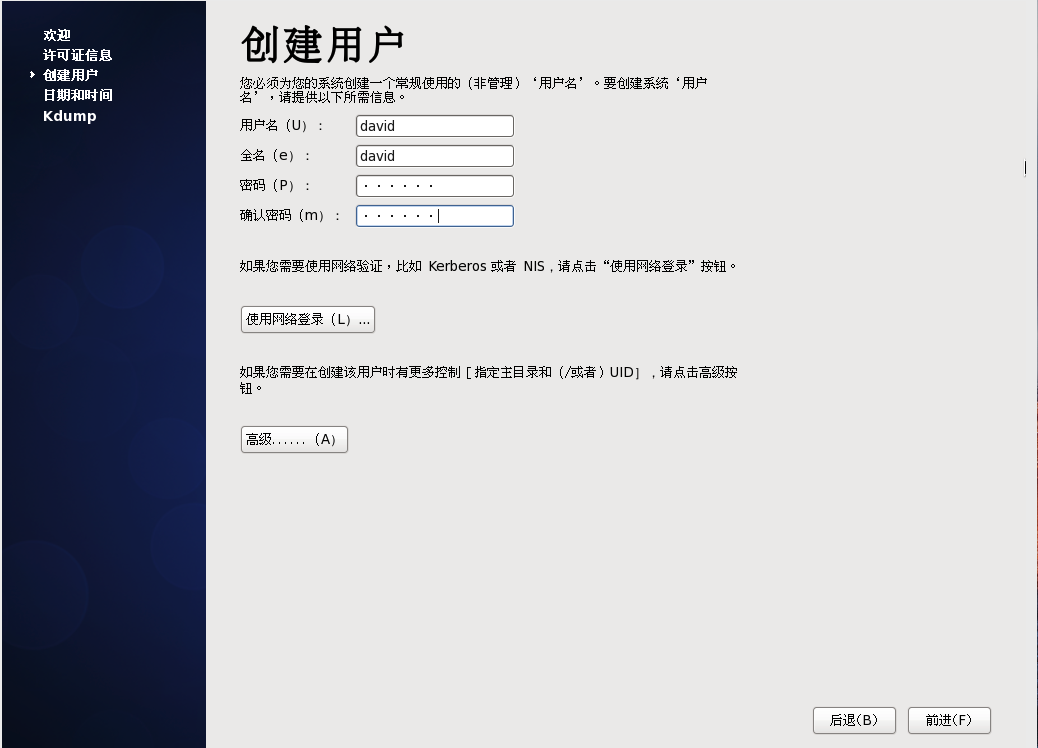 欢迎
许可证信息
创建用户
日期和时间
Kdump
创建用户
您必须为您的系统创建一个常规使用的（非管理）‘用户名’。要创建系统‘用户
名’，请提供以下所需信息。
用户名（U）： david
全名（e）： david
密码（P）： ······
确认密码（m）： ······
如果您需要使用网络验证，比如 Kerberos 或者 NIS，请点击“使用网络登录”按钮。
使用网络登录（L）...
如果您需要在创建该用户时有更多控制［指定主目录和（/或者）UID］，请点击高级按
钮。
高级......（A）
后退(B)
前进(F)